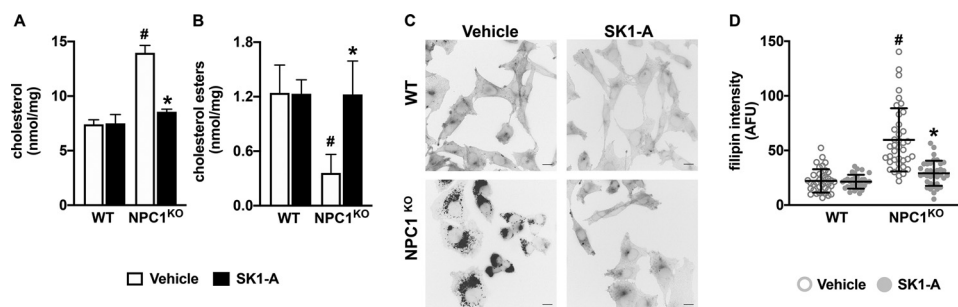 A
cholesterol
(nmol/mg)
15
10
5
0
#
*
WT
NPC1KO
B
cholesterol esters
(nmol/mg)
1.8
1.2
0.6
0.0
#
*
WT
NPC1KO
Vehicle
SK1-A
C
Vehicle
SK1-A
WT
NPC1 KO
D
filipin intensity
(AFU)
150
100
50
0
#
*
WT
NPC1KO
Vehicle
SK1-A